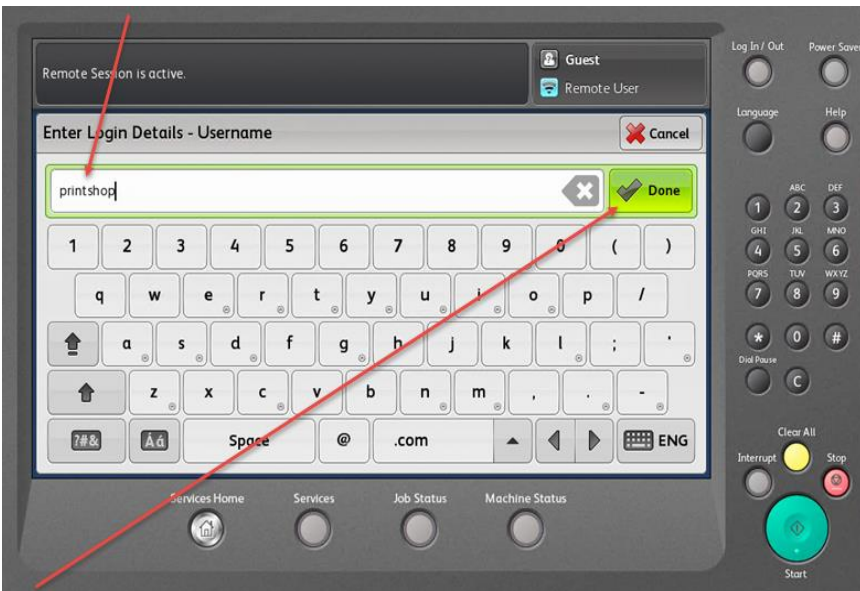 Remote Session is active.
Guest
Remote User
Enter Login Details - Username
Cancel
printshop
Done
1 2 3 4 5 6 7 8 9 0 ( )
q w e r t y u i o p /
a s d f g h j k l ; '
z x c v b n m , . -
?#& Áá Space @ .com ENG
Services Home
Services
Job Status
Machine Status
Log In / Out
Power Saver
Language
Help
ABC DEF
1 2 3
GHI JKL MNO
4 5 6
PQRS TUV WXYZ
7 8 9
* 0 #
Dial Pause
C
Clear All
Interrupt
Stop
Start